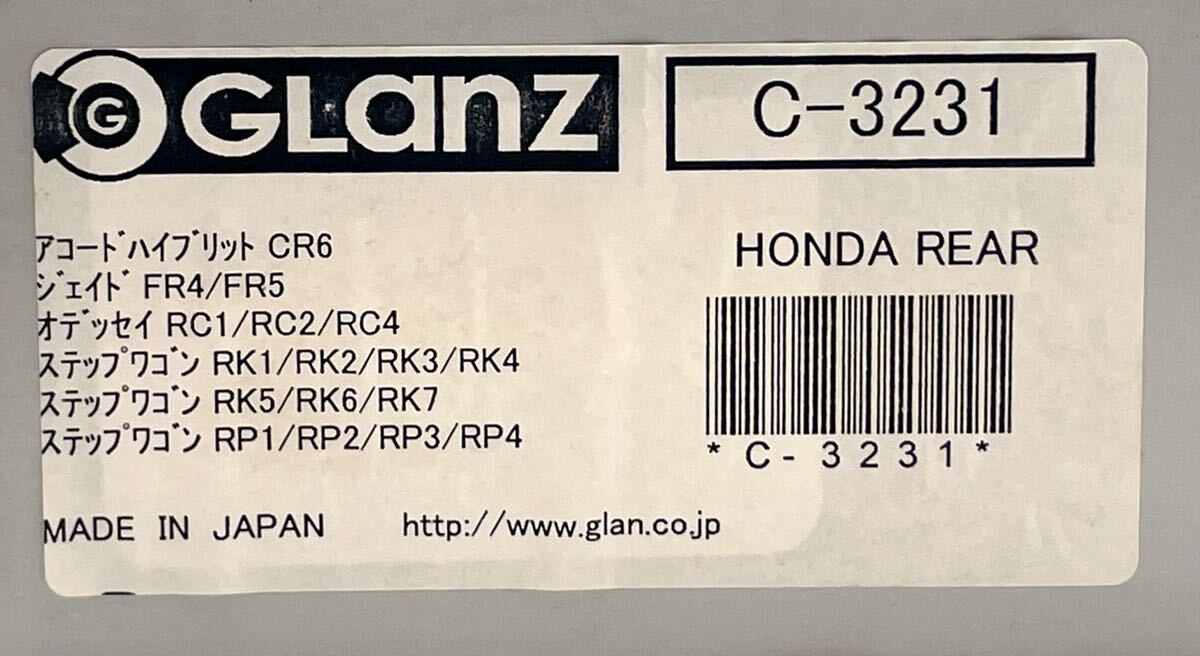 G GLanz
C-3231
ｱｺｰﾄﾞﾊｲﾌﾞﾘｯﾄ CR6
ｼﾞｪｲﾄﾞ FR4/FR5
ｵﾃﾞｯｾｲ RC1/RC2/RC4
ｽﾃｯﾌﾟﾜｺﾞﾝ RK1/RK2/RK3/RK4
ｽﾃｯﾌﾟﾜｺﾞﾝ RK5/RK6/RK7
ｽﾃｯﾌﾟﾜｺﾞﾝ RP1/RP2/RP3/RP4
HONDA REAR
*C-3231*
MADE IN JAPAN
http://www.glan.co.jp